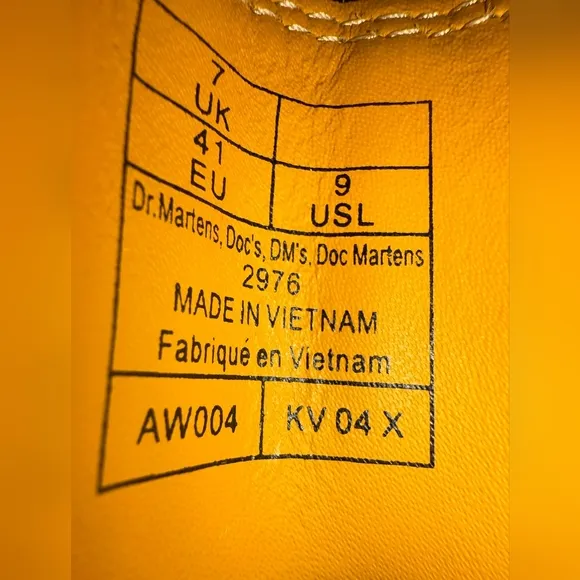 7
UK
41
EU
9
USL
Dr.Martens, Doc's, DM's, Doc Martens
2976
MADE IN VIETNAM
Fabriqué en Vietnam
AW004
KV 04 X